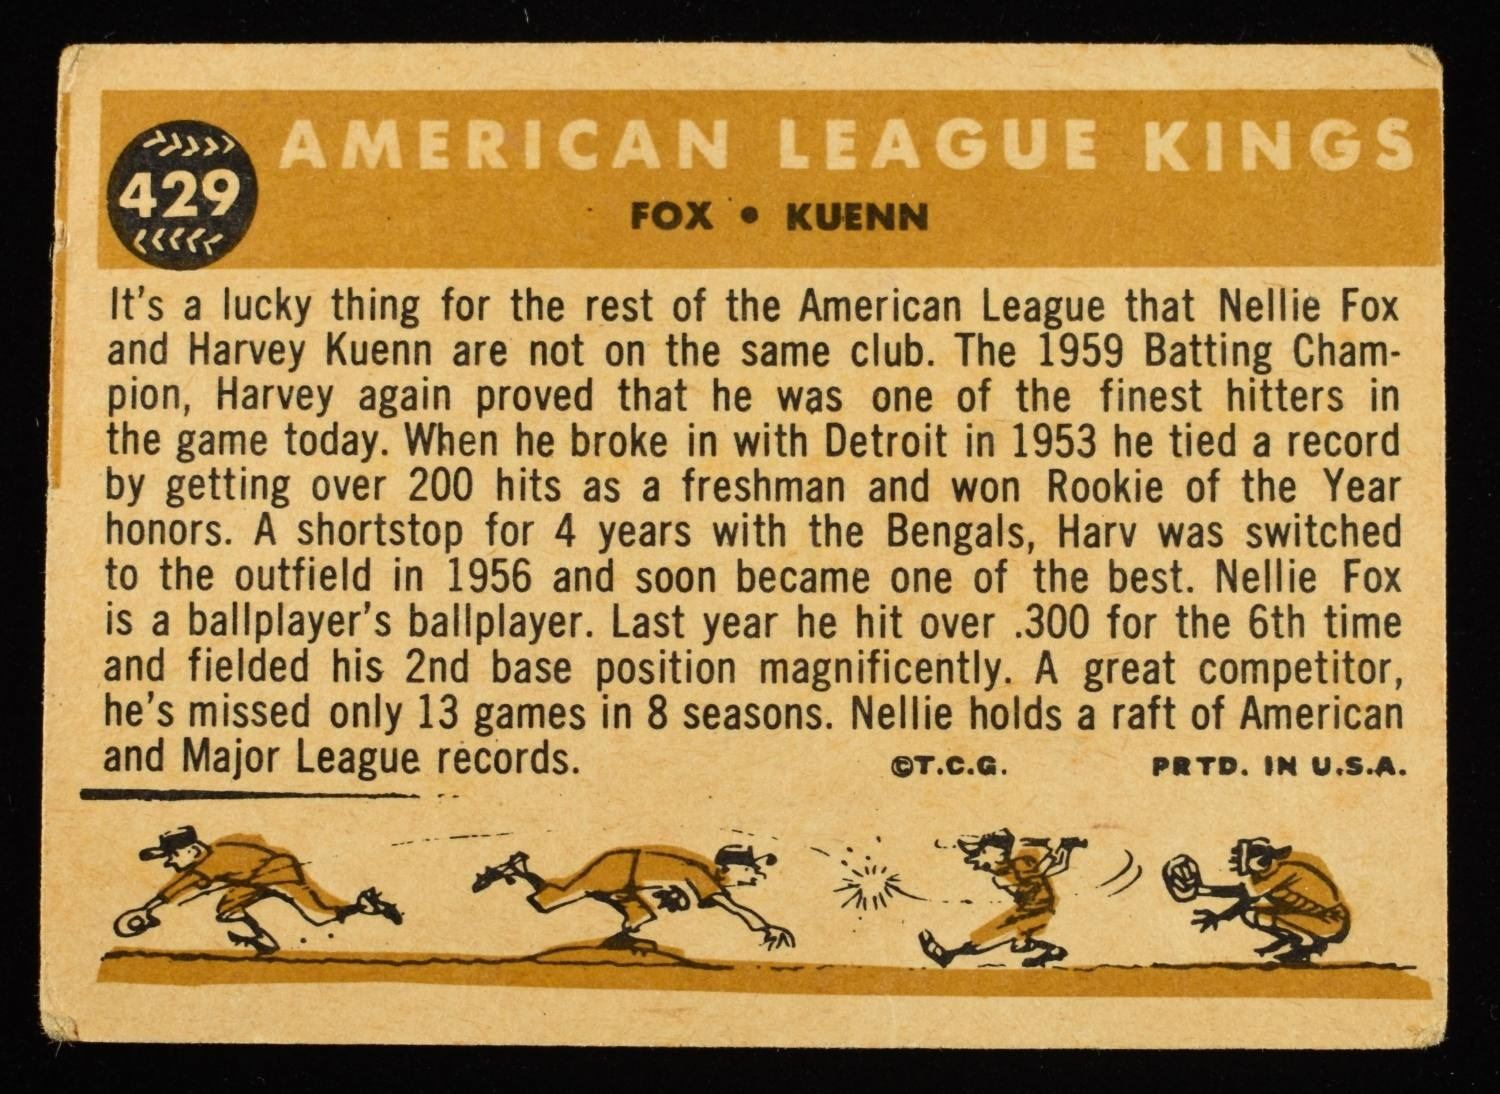 AMERICAN LEAGUE KINGS
429
FOX • KUENN
It's a lucky thing for the rest of the American League that Nellie Fox
and Harvey Kuenn are not on the same club. The 1959 Batting Cham-
pion, Harvey again proved that he was one of the finest hitters in
the game today. When he broke in with Detroit in 1953 he tied a record
by getting over 200 hits as a freshman and won Rookie of the Year
honors. A shortstop for 4 years with the Bengals, Harv was switched
to the outfield in 1956 and soon became one of the best. Nellie Fox
is a ballplayer's ballplayer. Last year he hit over .300 for the 6th time
and fielded his 2nd base position magnificently. A great competitor,
he's missed only 13 games in 8 seasons. Nellie holds a raft of American
and Major League records.
©T.C.G. PRTD. IN U.S.A.